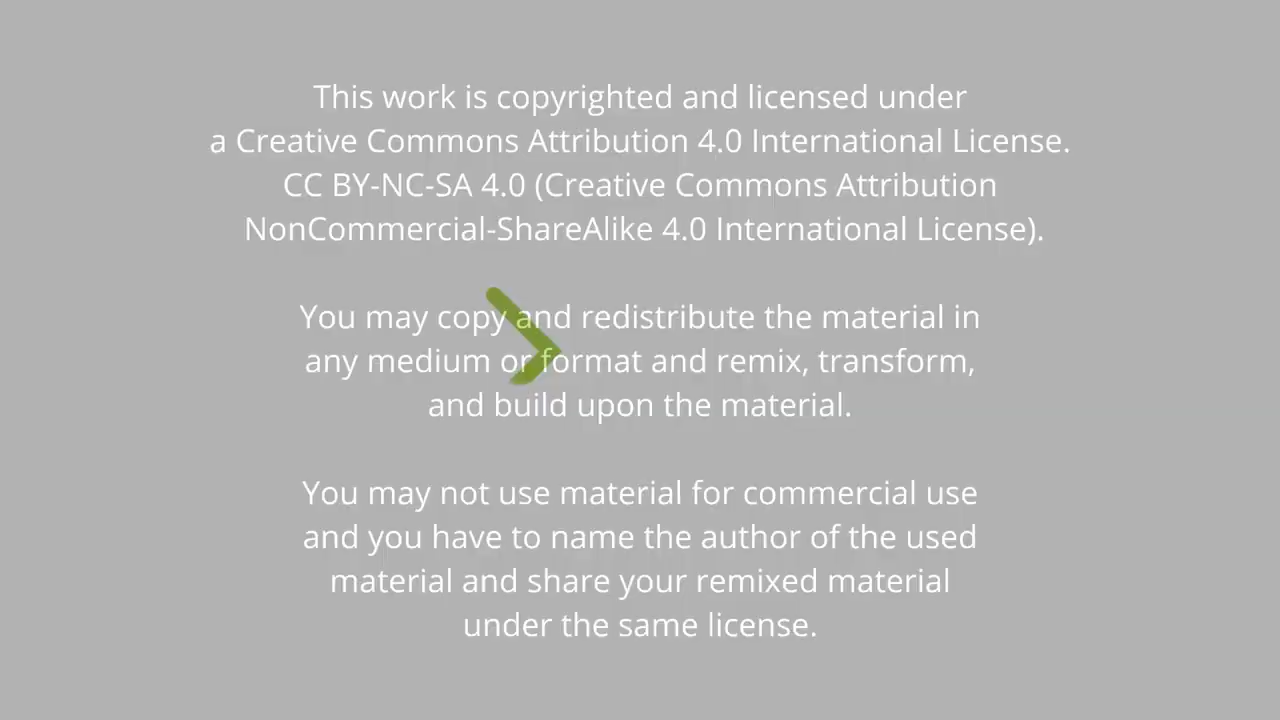 This work is copyrighted and licensed under
a Creative Commons Attribution 4.0 International License.
CC BY-NC-SA 4.0 (Creative Commons Attribution
NonCommercial-ShareAlike 4.0 International License).
You may copy and redistribute the material in
any medium or format and remix, transform,
and build upon the material.
You may not use material for commercial use
and you have to name the author of the used
material and share your remixed material
under the same license.